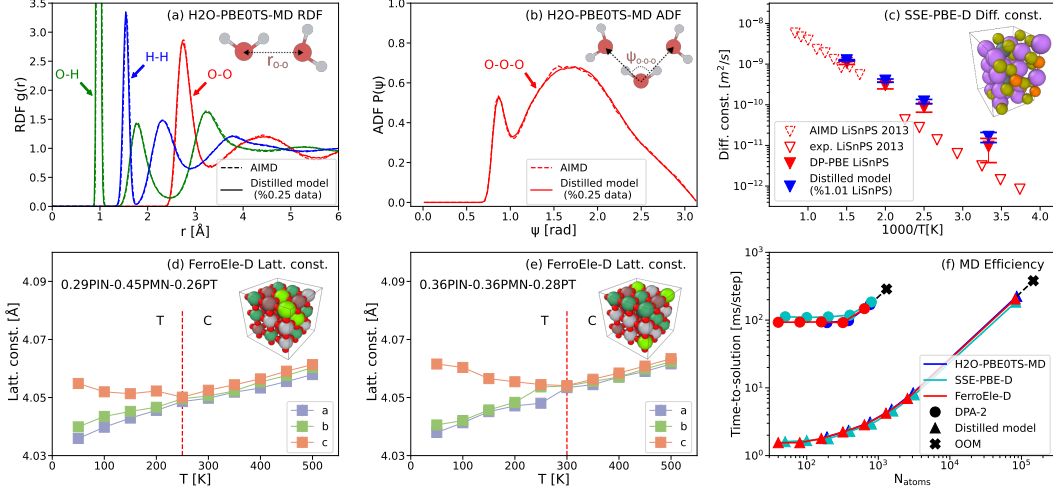 (a) H2O-PBE0TS-MD RDF
RDF g(r)
3.5
3.0
2.5
2.0
1.5
1.0
0.5
0.0
O-H
H-H
O-O
r O-O
AIMD
Distilled model
(%0.25 data)
0 1 2 3 4 5 6
r [Å]
(b) H2O-PBE0TS-MD ADF
ADF P(ψ)
1.0
0.8
0.6
0.4
0.2
0.0
O-O-O
ψ O-O-O
AIMD
Distilled model
(%0.25 data)
0.0 0.5 1.0 1.5 2.0 2.5 3.0
ψ [rad]
(c) SSE-PBE-D Diff. const.
Diff. const. [m²/s]
10⁻⁸
10⁻⁹
10⁻¹⁰
10⁻¹¹
10⁻¹²
AIMD LiSnPS 2013
exp. LiSnPS 2013
DP-PBE LiSnPS
Distilled model
(%1.01 LiSnPS)
1.0 1.5 2.0 2.5 3.0 3.5 4.0
1000/T[K]
(d) FerroEle-D Latt. const.
0.29PIN-0.45PMN-0.26PT
Latt. const. [Å]
4.09
4.07
4.05
4.03
T C
a
b
c
0 100 200 300 400 500
T [K]
(e) FerroEle-D Latt. const.
0.36PIN-0.36PMN-0.28PT
Latt. const. [Å]
4.09
4.07
4.05
4.03
T C
a
b
c
0 100 200 300 400 500
T [K]
(f) MD Efficiency
Time-to-solution [ms/step]
10³
10²
10¹
10⁰
H2O-PBE0TS-MD
SSE-PBE-D
FerroEle-D
DPA-2
Distilled model
OOM
10² 10³ 10⁴ 10⁵
N atoms